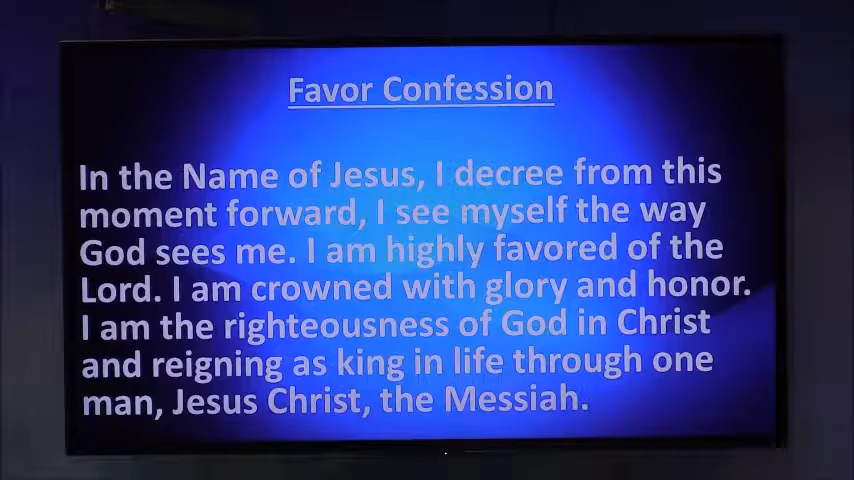 Favor Confession
In the Name of Jesus, I decree from this
moment forward, I see myself the way
God sees me. I am highly favored of the
Lord. I am crowned with glory and honor.
I am the righteousness of God in Christ
and reigning as king in life through one
man, Jesus Christ, the Messiah.